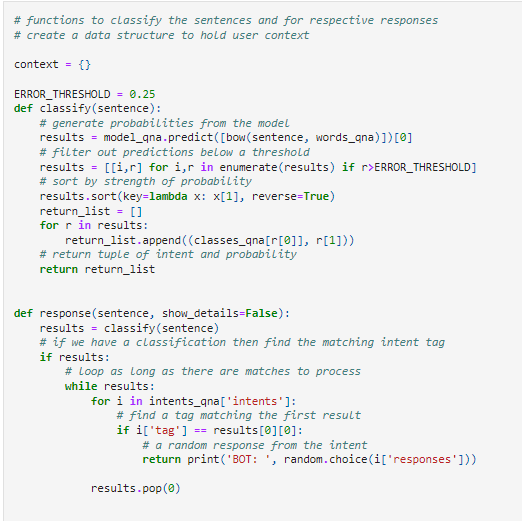 # functions to classify the sentences and for respective responses
# create a data structure to hold user context

context = {}

ERROR_THRESHOLD = 0.25
def classify(sentence):
    # generate probabilities from the model
    results = model_qna.predict([bow(sentence, words_qna)])[0]
    # filter out predictions below a threshold
    results = [[i,r] for i,r in enumerate(results) if r>ERROR_THRESHOLD]
    # sort by strength of probability
    results.sort(key=lambda x: x[1], reverse=True)
    return_list = []
    for r in results:
        return_list.append((classes_qna[r[0]], r[1]))
    # return tuple of intent and probability
    return return_list


def response(sentence, show_details=False):
    results = classify(sentence)
    # if we have a classification then find the matching intent tag
    if results:
        # loop as long as there are matches to process
        while results:
            for i in intents_qna['intents']:
                # find a tag matching the first result
                if i['tag'] == results[0][0]:
                    # a random response from the intent
                    return print('BOT: ', random.choice(i['responses']))

            results.pop(0)